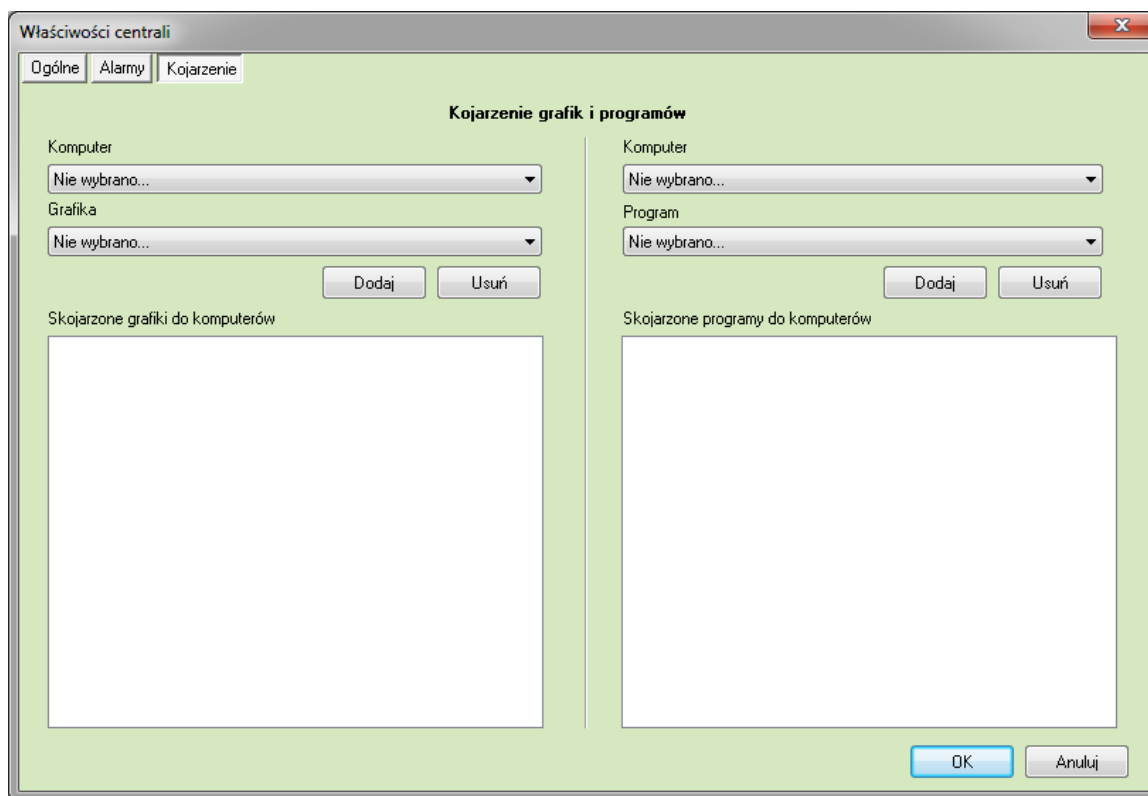 Właściwości centrali
Ogólne Alarmy Kojarzenie
Kojarzenie grafik i programów
Komputer
Nie wybrano...
Grafika
Nie wybrano...
Dodaj Usuń
Skojarzone grafiki do komputerów
Komputer
Nie wybrano...
Program
Nie wybrano...
Dodaj Usuń
Skojarzone programy do komputerów
OK Anuluj